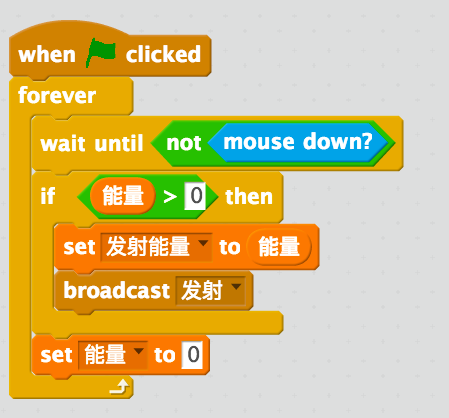 when clicked
forever
wait until not mouse down?
if 能量 > 0 then
set 发射能量 to 能量
broadcast 发射
set 能量 to 0